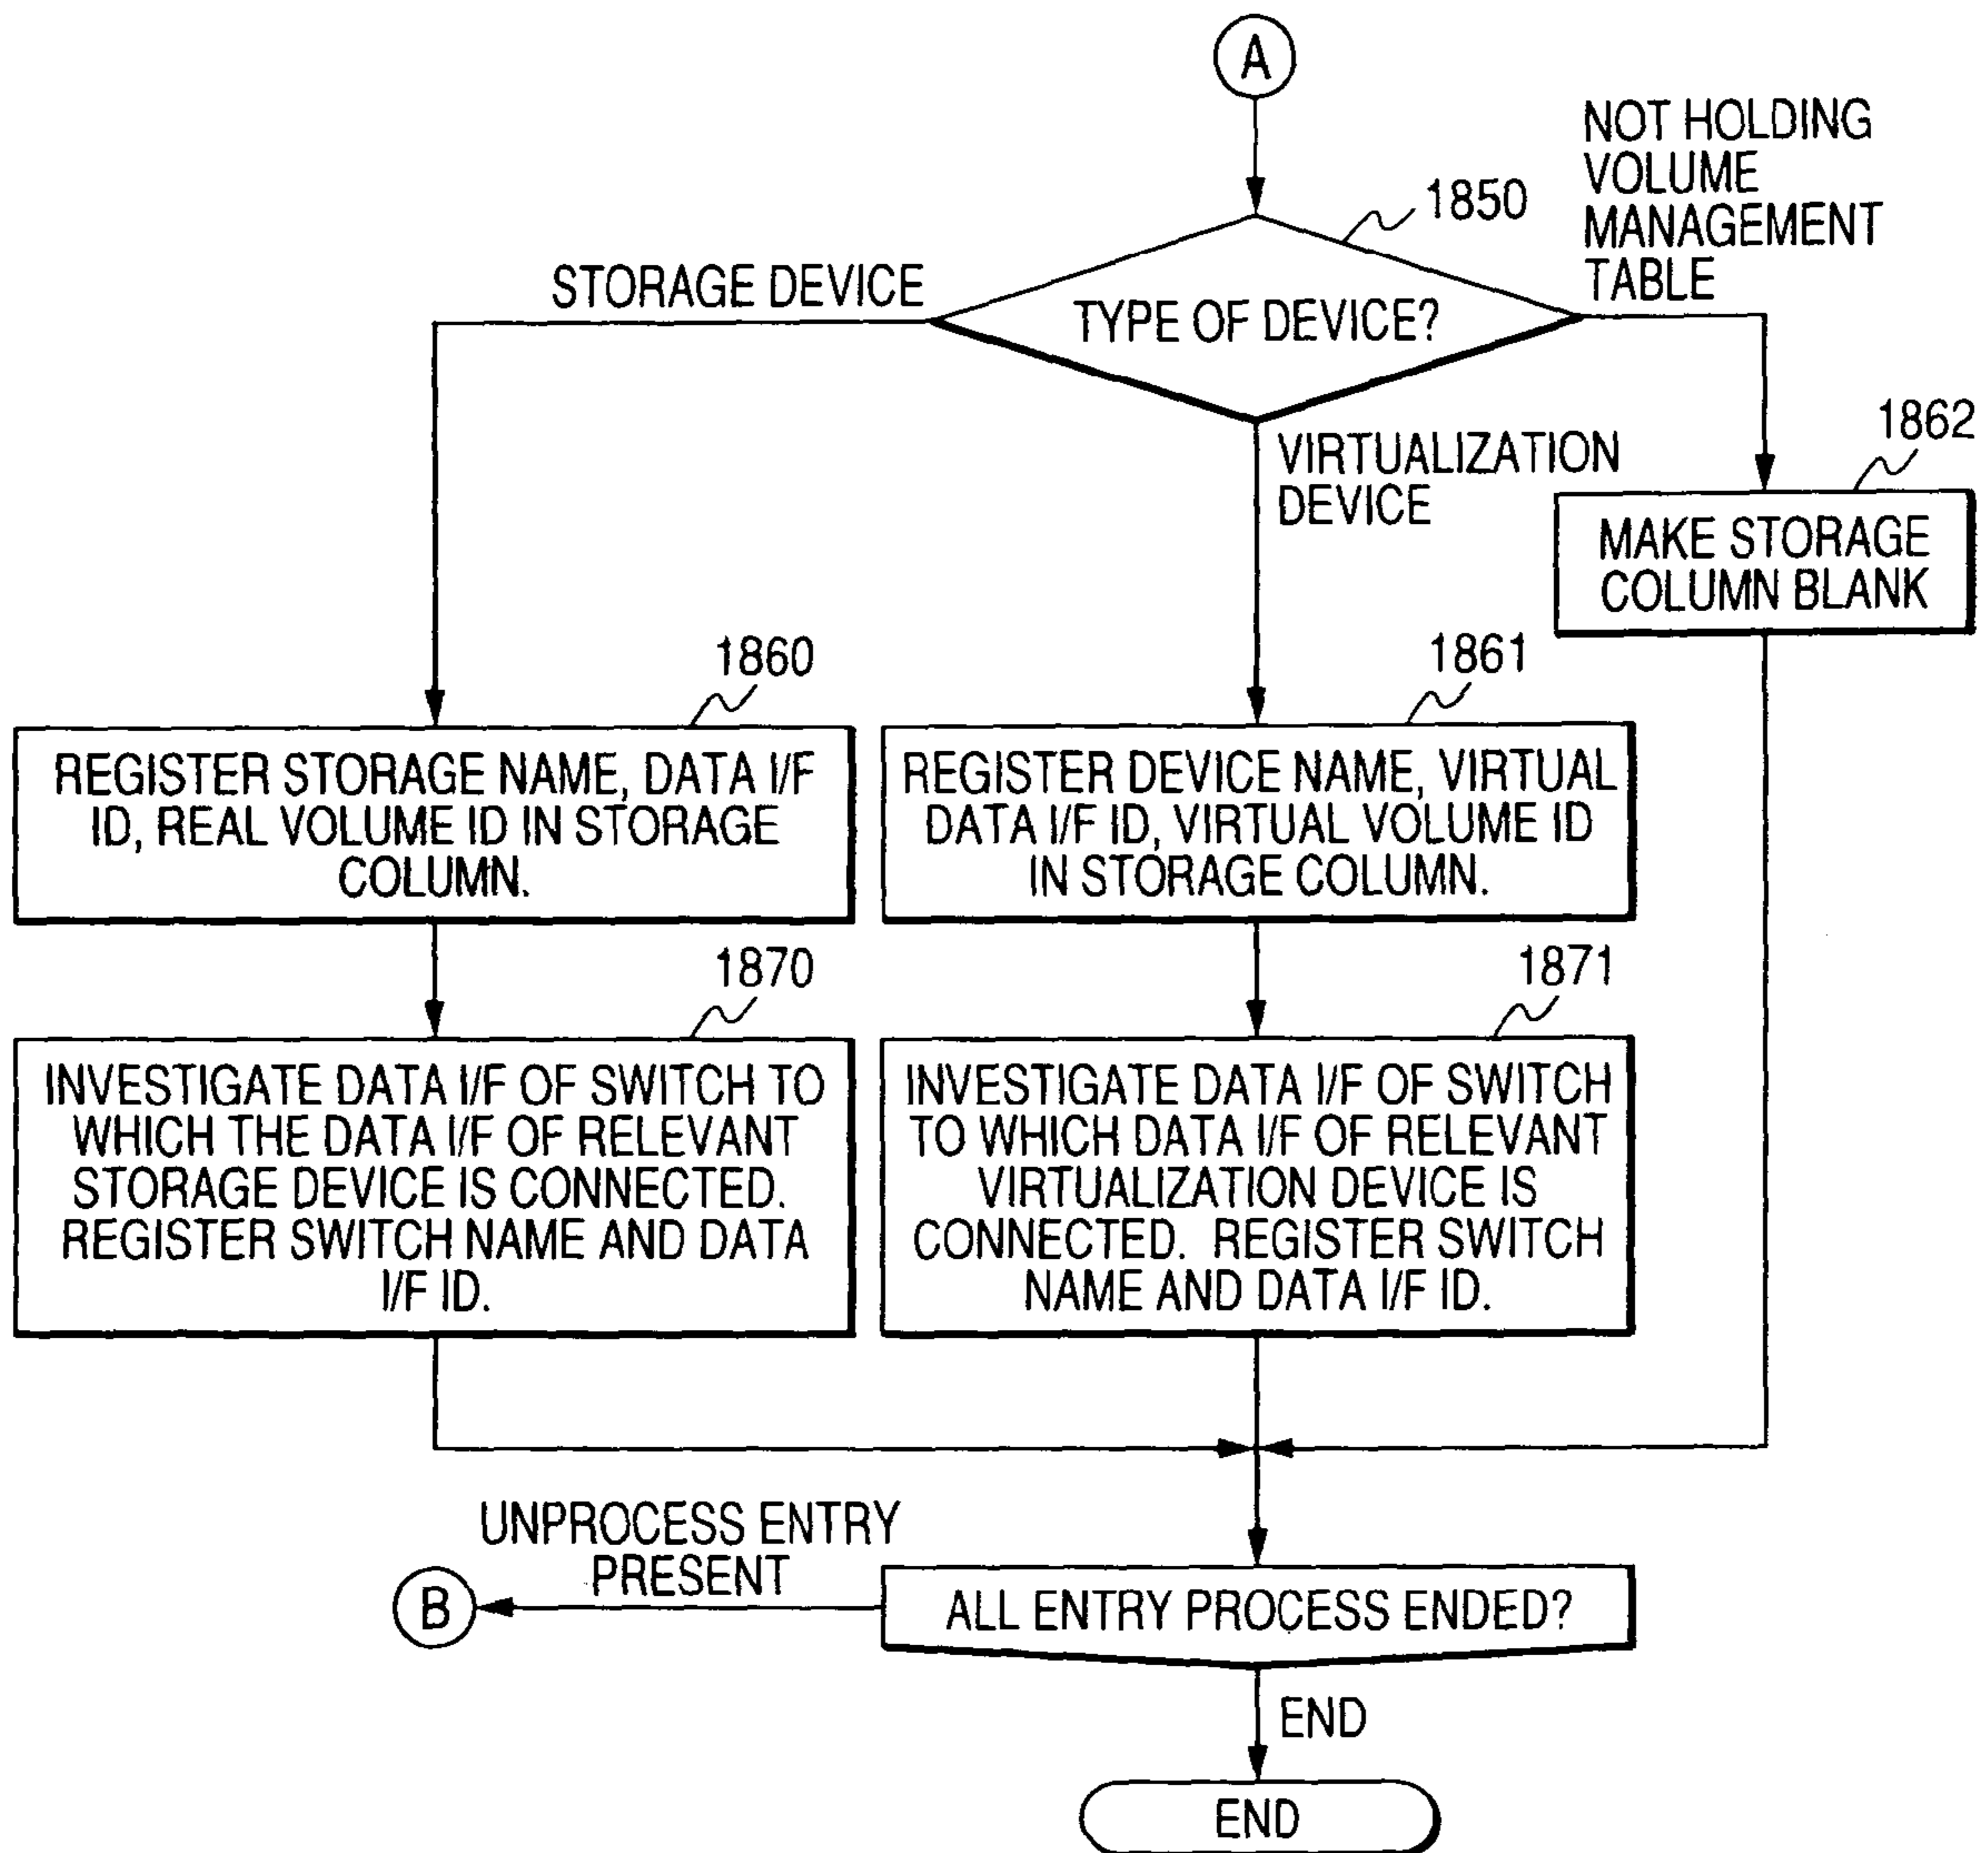 A
NOT HOLDING
VOLUME
MANAGEMENT
TABLE
1850
STORAGE DEVICE
TYPE OF DEVICE?
VIRTUALIZATION
DEVICE
1862
MAKE STORAGE
COLUMN BLANK
1860
REGISTER STORAGE NAME, DATA I/F
ID, REAL VOLUME ID IN STORAGE
COLUMN.
1861
REGISTER DEVICE NAME, VIRTUAL
DATA I/F ID, VIRTUAL VOLUME ID
IN STORAGE COLUMN.
1870
INVESTIGATE DATA I/F OF SWITCH TO
WHICH THE DATA I/F OF RELEVANT
STORAGE DEVICE IS CONNECTED.
REGISTER SWITCH NAME AND DATA
I/F ID.
1871
INVESTIGATE DATA I/F OF SWITCH
TO WHICH DATA I/F OF RELEVANT
VIRTUALIZATION DEVICE IS
CONNECTED. REGISTER SWITCH
NAME AND DATA I/F ID.
UNPROCESS ENTRY
PRESENT
B
ALL ENTRY PROCESS ENDED?
END
END